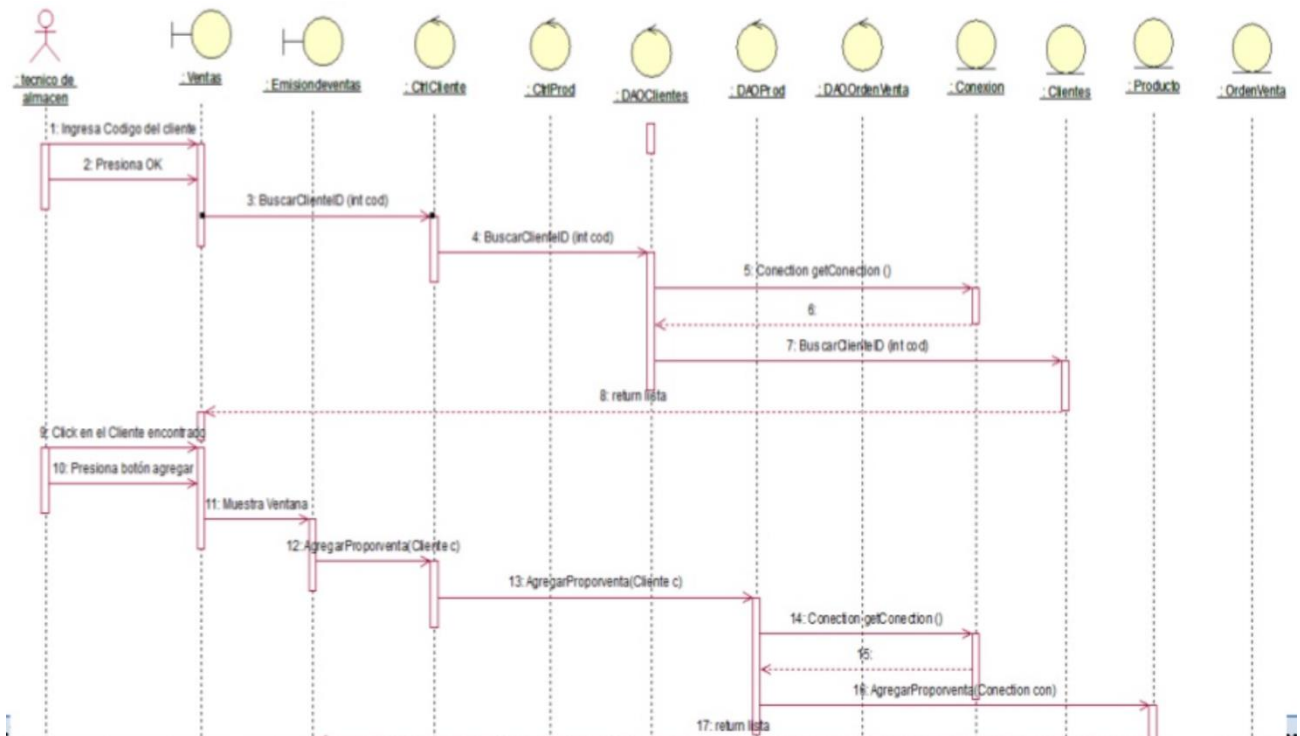 : tecnico de
almacen
: Ventas
: Emisiondeventas
: CtrlCliente
: CtrlProd
: DAOClientes
: DAOProd
: DAOOrdenVenta
: Conexion
: Clientes
: Producto
: OrdenVenta
1: Ingresa Codigo del cliente
2: Presiona OK
3: BuscarClienteID (int cod)
4: BuscarClienteID (int cod)
5: Conection getConection ()
6:
7: BuscarClienteID (int cod)
8: return lista
9: Click en el Cliente encontrado
10: Presiona botón agregar
11: Muestra Ventana
12: AgregarProporventa(Cliente c)
13: AgregarProporventa(Cliente c)
14: Conection getConection ()
15:
16: AgregarProporventa(Conection con)
17: return lista